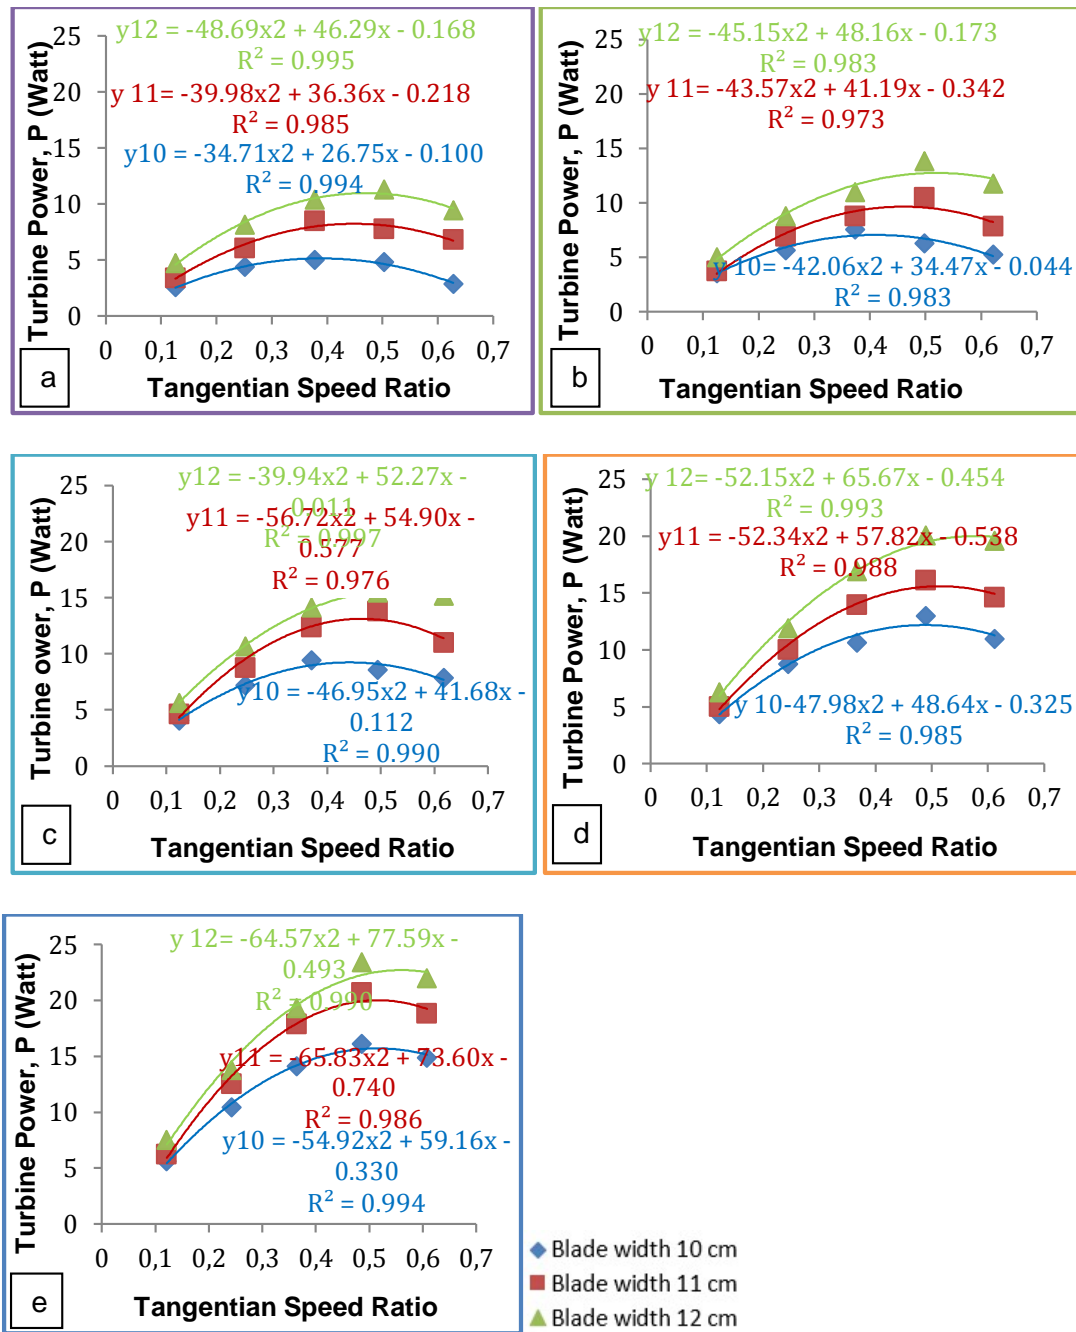 y12 = -48.69x2 + 46.29x - 0.168
R² = 0.995
y 11= -39.98x2 + 36.36x - 0.218
R² = 0.985
y10 = -34.71x2 + 26.75x - 0.100
R² = 0.994
Turbine Power, P (Watt)
25
20
15
10
5
0
0 0,1 0,2 0,3 0,4 0,5 0,6 0,7
Tangentian Speed Ratio
a
y12 = -45.15x2 + 48.16x - 0.173
R² = 0.983
y 11= -43.57x2 + 41.19x - 0.342
R² = 0.973
y 10= -42.06x2 + 34.47x - 0.044
R² = 0.983
Turbine Power, P (Watt)
25
20
15
10
5
0
0 0,1 0,2 0,3 0,4 0,5 0,6 0,7
Tangentian Speed Ratio
b
y12 = -39.94x2 + 52.27x -
0.011
R² = 0.997
y11 = -56.72x2 + 54.90x -
0.577
R² = 0.976
y10 = -46.95x2 + 41.68x -
0.112
R² = 0.990
Turbine ower, P (Watt)
25
20
15
10
5
0
0 0,1 0,2 0,3 0,4 0,5 0,6 0,7
Tangentian Speed Ratio
c
y 12= -52.15x2 + 65.67x - 0.454
R² = 0.993
y11 = -52.34x2 + 57.82x - 0.538
R² = 0.988
y 10-47.98x2 + 48.64x - 0.325
R² = 0.985
Turbine Power, P (Watt)
25
20
15
10
5
0
0 0,1 0,2 0,3 0,4 0,5 0,6 0,7
Tangentian Speed Ratio
d
y 12= -64.57x2 + 77.59x -
0.493
R² = 0.990
y11 = -65.83x2 + 73.60x -
0.740
R² = 0.986
y10 = -54.92x2 + 59.16x -
0.330
R² = 0.994
Turbine Power, P (Watt)
25
20
15
10
5
0
0 0,1 0,2 0,3 0,4 0,5 0,6 0,7
Tangentian Speed Ratio
e
Blade width 10 cm
Blade width 11 cm
Blade width 12 cm